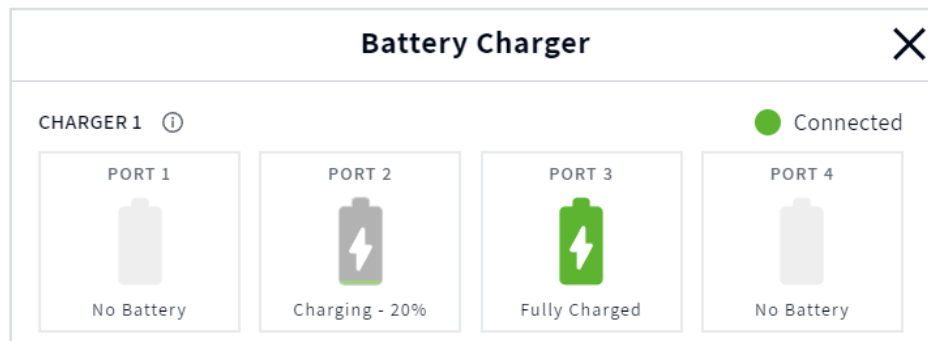 Battery Charger
CHARGER 1
Connected
PORT 1
PORT 2
PORT 3
PORT 4
No Battery
Charging - 20%
Fully Charged
No Battery